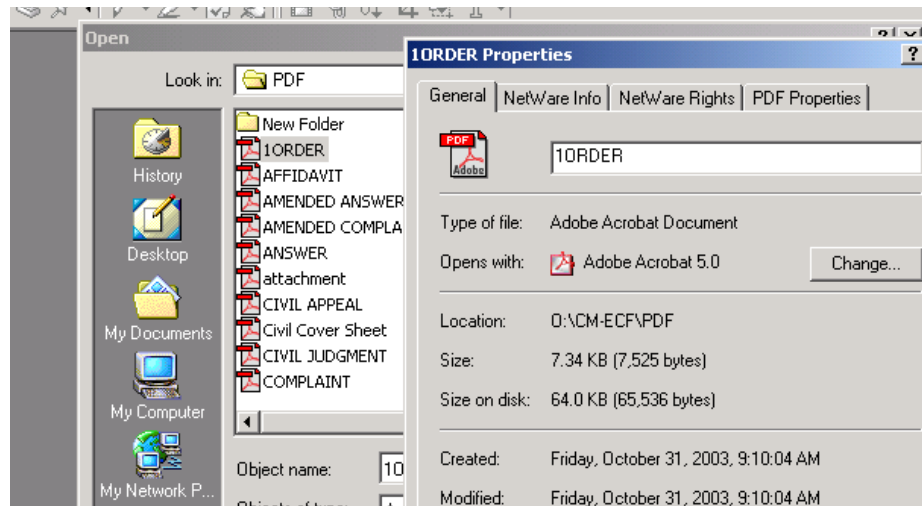 Open
Look in:
PDF
History
Desktop
My Documents
My Computer
My Network P...
New Folder
1ORDER
AFFIDAVIT
AMENDED ANSWER
AMENDED COMPLA
ANSWER
attachment
CIVIL APPEAL
Civil Cover Sheet
CIVIL JUDGMENT
COMPLAINT
Object name:
10
1ORDER Properties
?
General
NetWare Info
NetWare Rights
PDF Properties
PDF
Adobe
1ORDER
Type of file: Adobe Acrobat Document
Opens with: Adobe Acrobat 5.0
Change...
Location: O:\CM-ECF\PDF
Size: 7.34 KB (7,525 bytes)
Size on disk: 64.0 KB (65,536 bytes)
Created: Friday, October 31, 2003, 9:10:04 AM
Modified: Friday, October 31, 2003, 9:10:04 AM